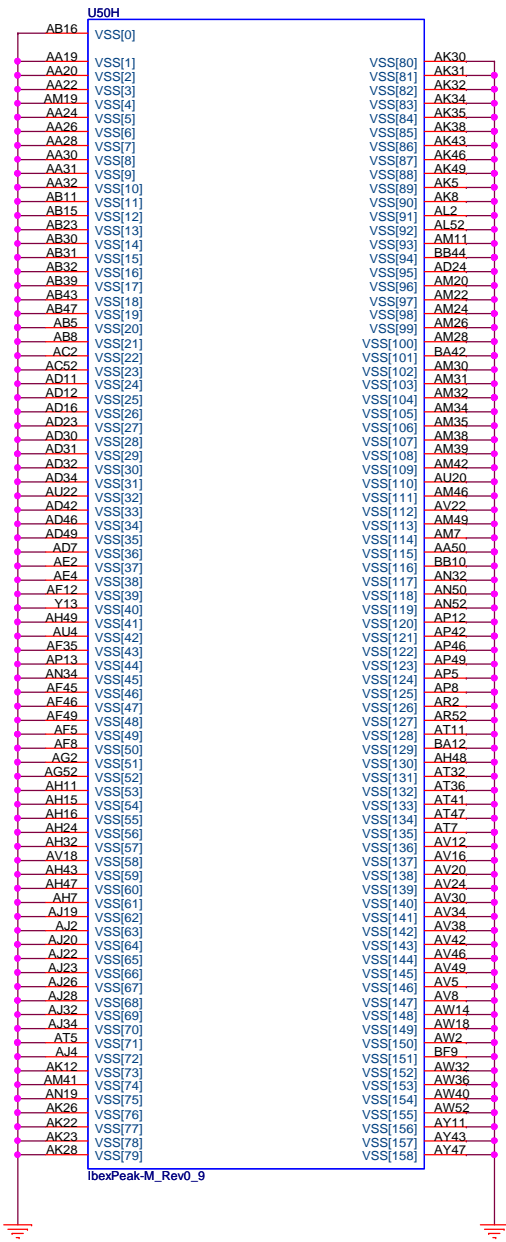 U50H
AB16 VSS[0]
AA19 VSS[1] VSS[80] AK30
AA20 VSS[2] VSS[81] AK31
AA22 VSS[3] VSS[82] AK32
AM19 VSS[4] VSS[83] AK34
AA24 VSS[5] VSS[84] AK35
AA26 VSS[6] VSS[85] AK38
AA28 VSS[7] VSS[86] AK43
AA30 VSS[8] VSS[87] AK46
AA31 VSS[9] VSS[88] AK49
AA32 VSS[10] VSS[89] AK5
AB11 VSS[11] VSS[90] AK8
AB15 VSS[12] VSS[91] AL2
AB23 VSS[13] VSS[92] AL52
AB30 VSS[14] VSS[93] AM11
AB31 VSS[15] VSS[94] BB44
AB32 VSS[16] VSS[95] AD24
AB39 VSS[17] VSS[96] AM20
AB43 VSS[18] VSS[97] AM22
AB47 VSS[19] VSS[98] AM24
AB5 VSS[20] VSS[99] AM26
AB8 VSS[21] VSS[100] AM28
AC2 VSS[22] VSS[101] BA42
AC52 VSS[23] VSS[102] AM30
AD11 VSS[24] VSS[103] AM31
AD12 VSS[25] VSS[104] AM32
AD16 VSS[26] VSS[105] AM34
AD23 VSS[27] VSS[106] AM35
AD30 VSS[28] VSS[107] AM38
AD31 VSS[29] VSS[108] AM39
AD32 VSS[30] VSS[109] AM42
AD34 VSS[31] VSS[110] AU20
AU22 VSS[32] VSS[111] AM46
AD42 VSS[33] VSS[112] AV22
AD46 VSS[34] VSS[113] AM49
AD49 VSS[35] VSS[114] AM7
AD7 VSS[36] VSS[115] AA50
AE2 VSS[37] VSS[116] BB10
AE4 VSS[38] VSS[117] AN32
AF12 VSS[39] VSS[118] AN50
Y13 VSS[40] VSS[119] AN52
AH49 VSS[41] VSS[120] AP12
AU4 VSS[42] VSS[121] AP42
AF35 VSS[43] VSS[122] AP46
AP13 VSS[44] VSS[123] AP49
AN34 VSS[45] VSS[124] AP5
AF45 VSS[46] VSS[125] AP8
AF46 VSS[47] VSS[126] AR2
AF49 VSS[48] VSS[127] AR52
AF5 VSS[49] VSS[128] AT11
AF8 VSS[50] VSS[129] BA12
AG2 VSS[51] VSS[130] AH48
AG52 VSS[52] VSS[131] AT32
AH11 VSS[53] VSS[132] AT36
AH15 VSS[54] VSS[133] AT41
AH16 VSS[55] VSS[134] AT47
AH24 VSS[56] VSS[135] AT7
AH32 VSS[57] VSS[136] AV12
AV18 VSS[58] VSS[137] AV16
AH43 VSS[59] VSS[138] AV20
AH47 VSS[60] VSS[139] AV24
AH7 VSS[61] VSS[140] AV30
AJ19 VSS[62] VSS[141] AV34
AJ2 VSS[63] VSS[142] AV38
AJ20 VSS[64] VSS[143] AV42
AJ22 VSS[65] VSS[144] AV46
AJ23 VSS[66] VSS[145] AV49
AJ26 VSS[67] VSS[146] AV5
AJ28 VSS[68] VSS[147] AV8
AJ32 VSS[69] VSS[148] AW14
AJ34 VSS[70] VSS[149] AW18
AT5 VSS[71] VSS[150] AW2
AJ4 VSS[72] VSS[151] BF9
AK12 VSS[73] VSS[152] AW32
AM41 VSS[74] VSS[153] AW36
AN19 VSS[75] VSS[154] AW40
AK26 VSS[76] VSS[155] AW52
AK22 VSS[77] VSS[156] AY11
AK23 VSS[78] VSS[157] AY43
AK28 VSS[79] VSS[158] AY47
IbexPeak-M_Rev0_9